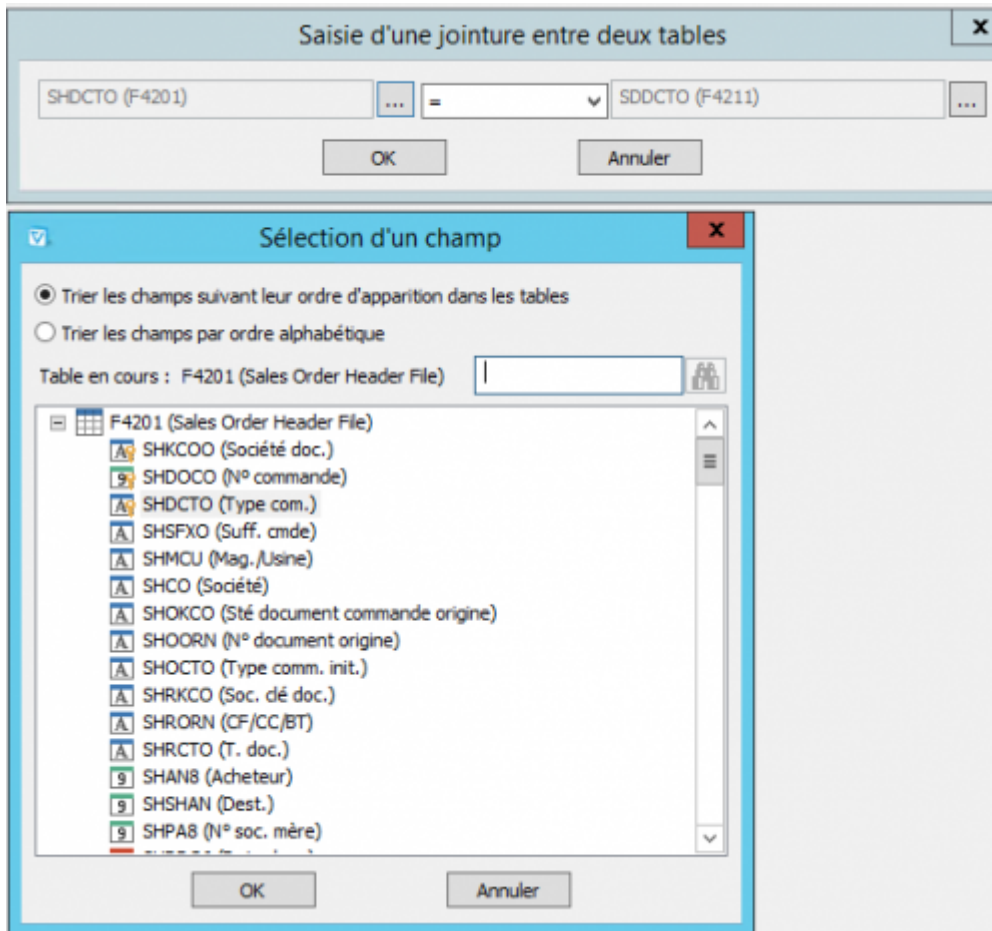 Saisie d'une jointure entre deux tables
x
SHDCTO (F4201) ... = SDDCTO (F4211) ...
OK Annuler
Sélection d'un champ
x
Trier les champs suivant leur ordre d'apparition dans les tables
Trier les champs par ordre alphabétique
Table en cours : F4201 (Sales Order Header File)
F4201 (Sales Order Header File)
SHKCOO (Société doc.)
SHDOCO (Nº commande)
SHDCTO (Type com.)
SHSFXO (Suff. cmde)
SHMCU (Mag./Usine)
SHCO (Société)
SHOKCO (Sté document commande origine)
SHOORN (N° document origine)
SHOCTO (Type comm. init.)
SHRKCO (Soc. clé doc.)
SHRORN (CF/CC/BT)
SHRCTO (T. doc.)
SHAN8 (Acheteur)
SHSHAN (Dest.)
SHPA8 (N° soc. mère)
OK Annuler